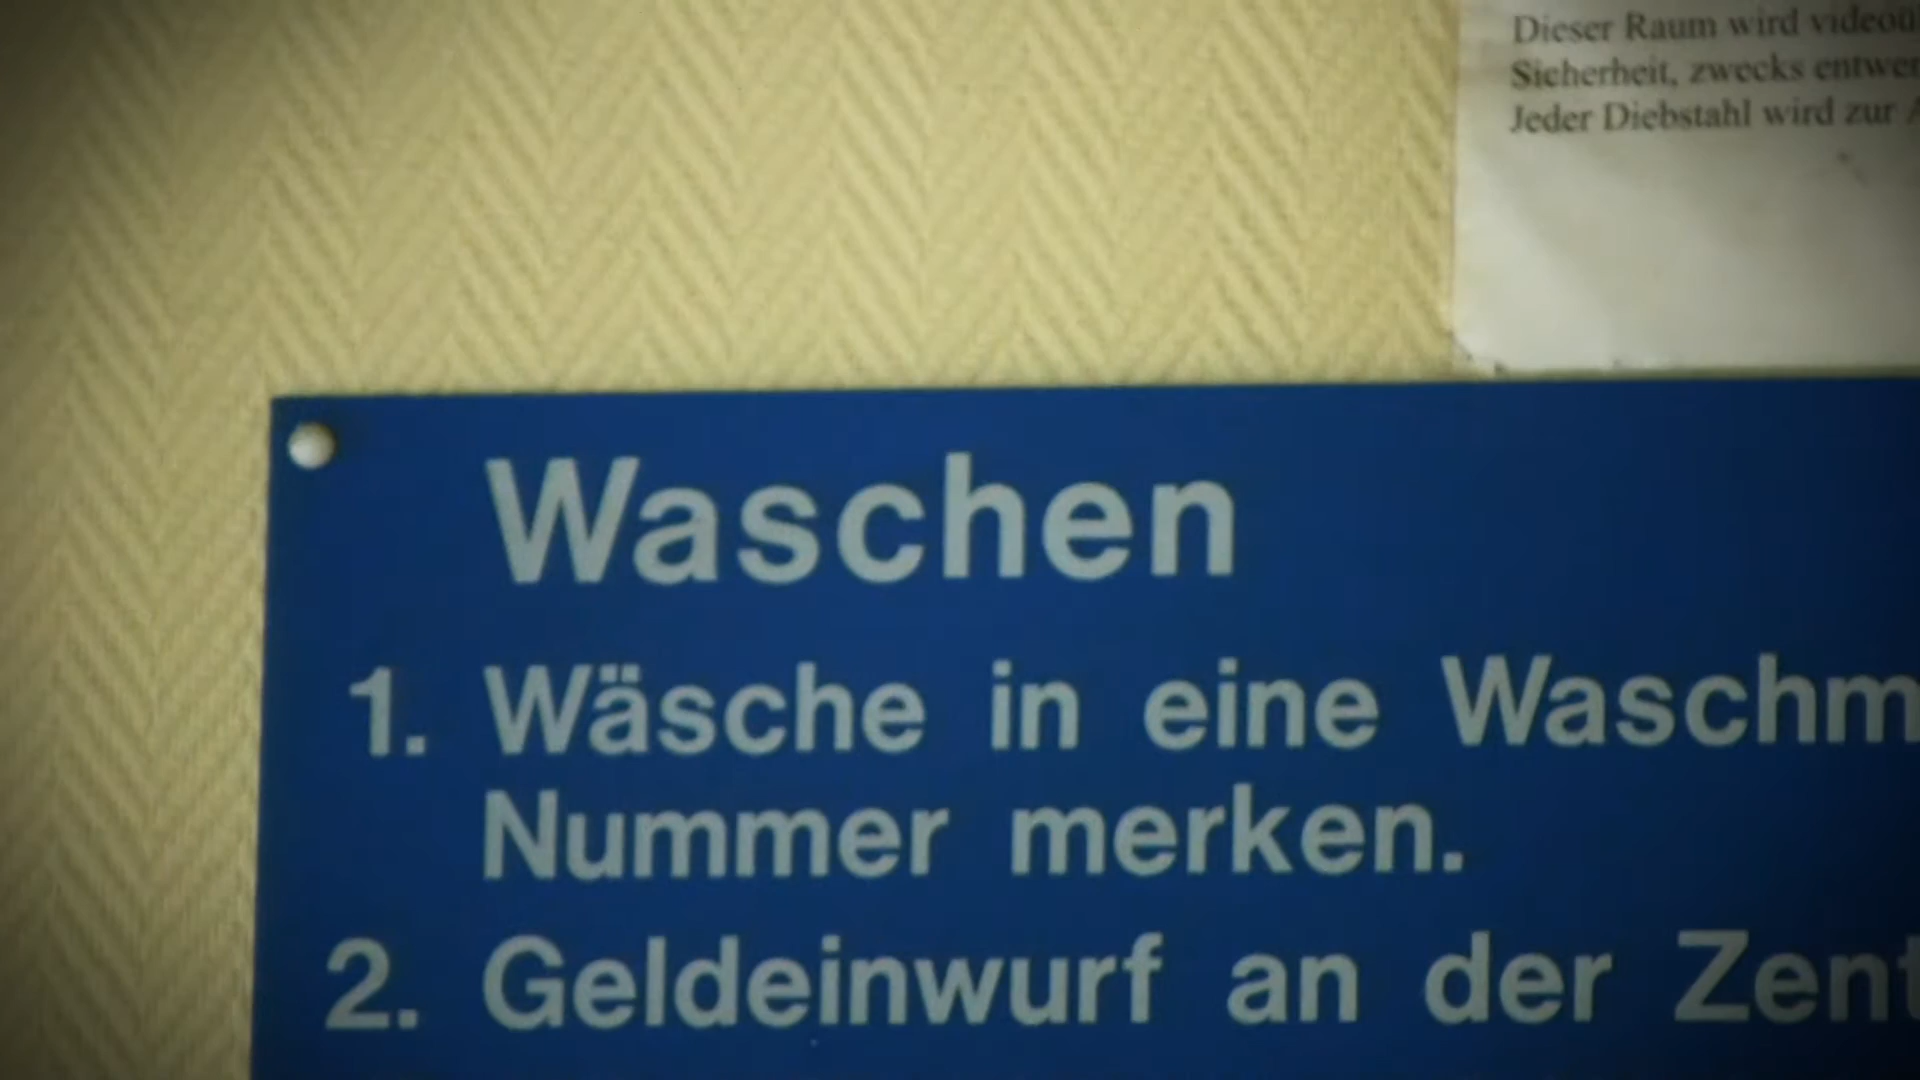 Dieser Raum wird
Sicherheit, zwecks
Jeder Diebstahl wird zur
Waschen
1. Wäsche in eine
Nummer merken.
2. Geldeinwurf an der